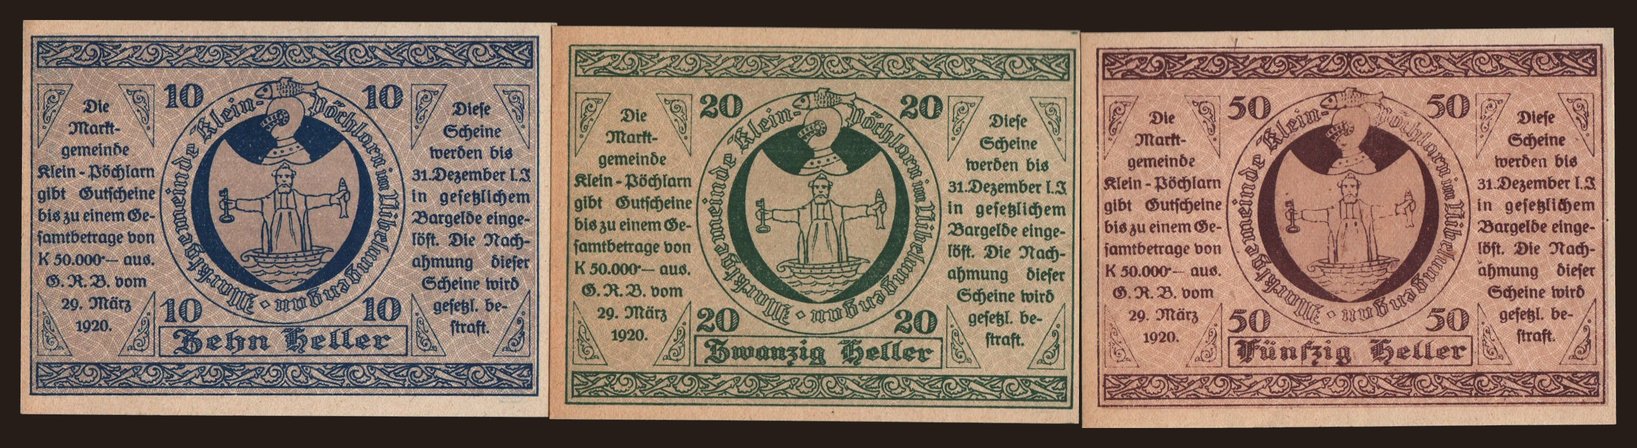 Die
Markt-
gemeinde
Klein-Pöchlarn
gibt Gutscheine
bis zu einem Ge-
samtbetrage von
K 50.000·— aus.
G. R. B. vom
29. März
1920.
10 10
Marktgemeinde Klein-Pöchlarn im Nibelungengau ·
10 10
Zehn Heller
Diese
Scheine
werden bis
31. Dezember l. J.
in gesetzlichem
Bargelde einge-
löst. Die Nach-
ahmung dieser
Scheine wird
gesetzl. be-
straft.
Die
Markt-
gemeinde
Klein-Pöchlarn
gibt Gutscheine
bis zu einem Ge-
samtbetrage von
K 50.000·— aus.
G. R. B. vom
29. März
1920.
20 20
Marktgemeinde Klein-Pöchlarn im Nibelungengau ·
20 20
Zwanzig Heller
Diese
Scheine
werden bis
31. Dezember l. J.
in gesetzlichem
Bargelde einge-
löst. Die Nach-
ahmung dieser
Scheine wird
gesetzl. be-
straft.
Die
Markt-
gemeinde
Klein-Pöchlarn
gibt Gutscheine
bis zu einem Ge-
samtbetrage von
K 50.000·— aus.
G. R. B. vom
29. März
1920.
50 50
Marktgemeinde Klein-Pöchlarn im Nibelungengau ·
50 50
Fünfzig Heller
Diese
Scheine
werden bis
31. Dezember l. J.
in gesetzlichem
Bargelde einge-
löst. Die Nach-
ahmung dieser
Scheine wird
gesetzl. be-
straft.